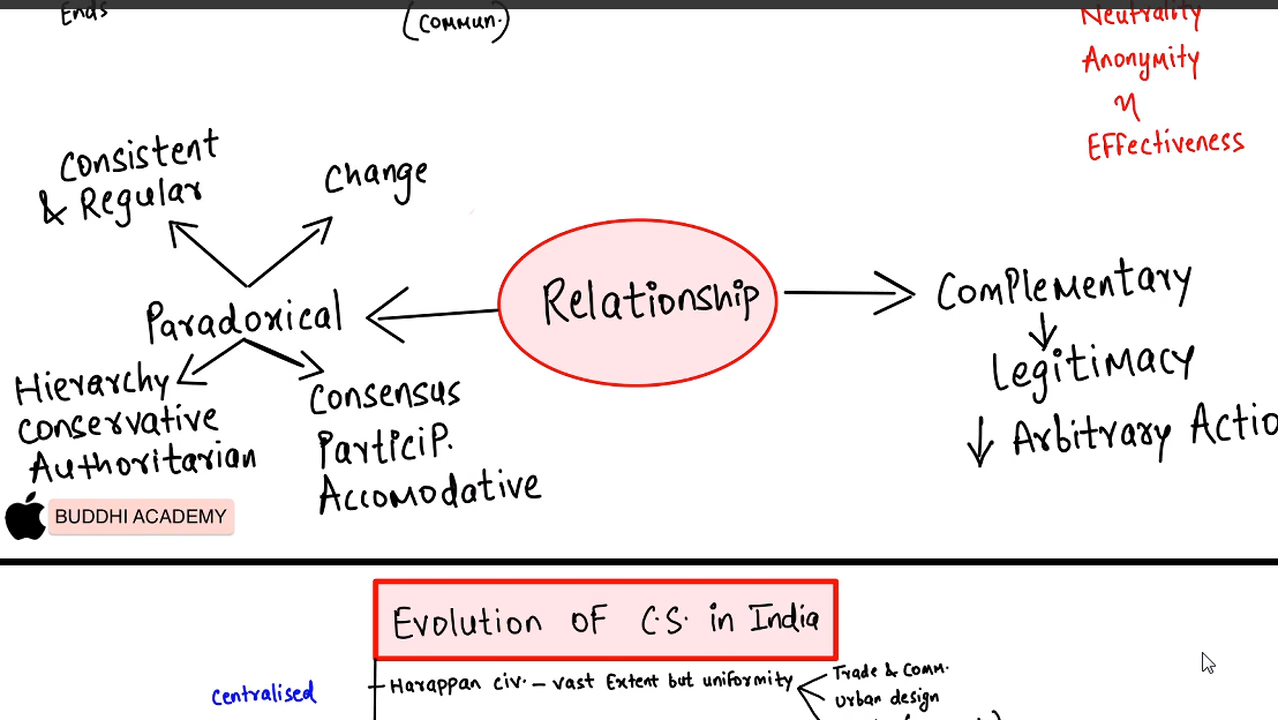 Ends
(Commun.)
Neutrality
Anonymity
η
Effectiveness
Consistent
& Regular
Change
Paradoxical
Relationship
Complementary
Legitimacy
↓ Arbitrary Actio
Hierarchy
Conservative
Authoritarian
Consensus
Particip.
Accomodative
BUDDHI ACADEMY
Evolution of C.S. in India
Centralised
Harappan civ. – vast Extent but uniformity
Trade & Comm.
Urban design